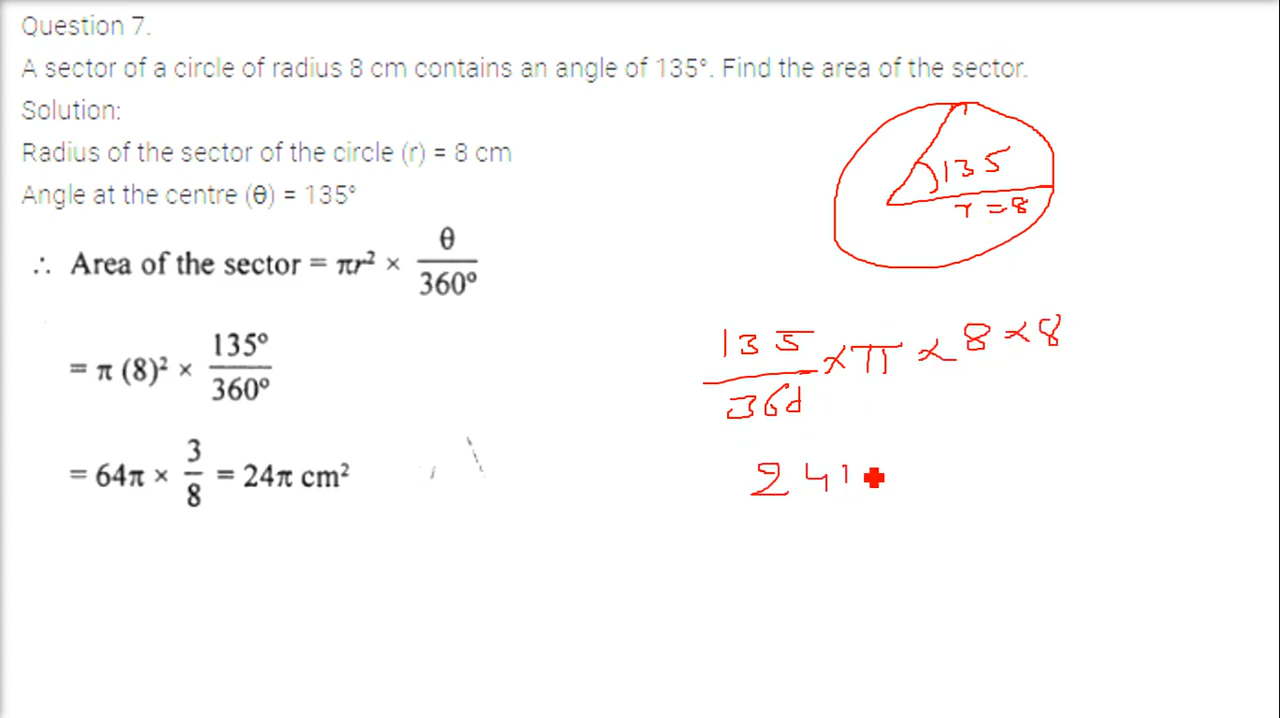 Question 7.
A sector of a circle of radius 8 cm contains an angle of 135°. Find the area of the sector.
Solution:
Radius of the sector of the circle (r) = 8 cm
Angle at the centre (θ) = 135°
∴ Area of the sector = πr² × θ/360°
= π (8)² × 135°/360°
= 64π × 3/8 = 24π cm²
135
r = 8
135/360 × π × 8 × 8
24